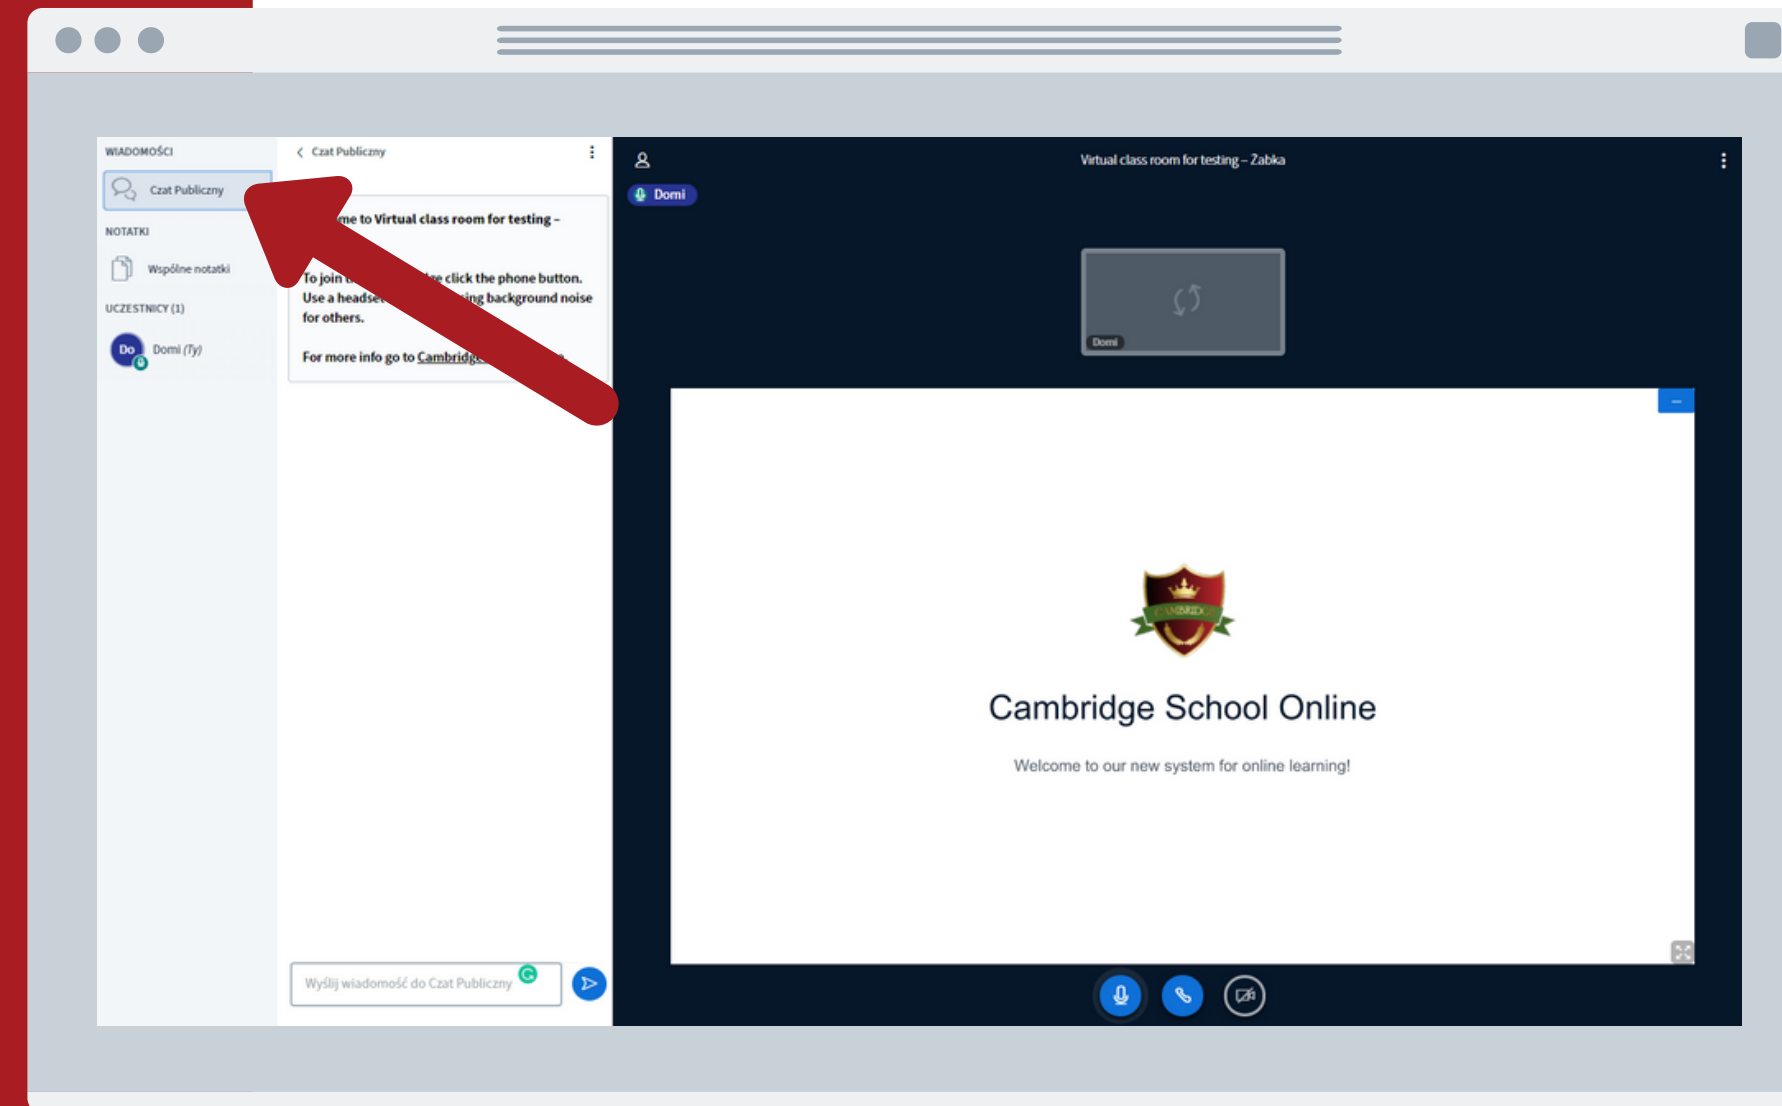 WIADOMOŚCI
Czat Publiczny
NOTATKI
Wspólne notatki
UCZESTNICY (1)
Do
Domi (Ty)
Czat Publiczny
me to Virtual class room for testing –
To join click the phone button.
Use a headset background noise
for others.
For more info go to Cambridge
Wyślij wiadomość do Czat Publiczny
Domi
Virtual class room for testing – Żabka
Domi
CAMBRIDGE
Cambridge School Online
Welcome to our new system for online learning!